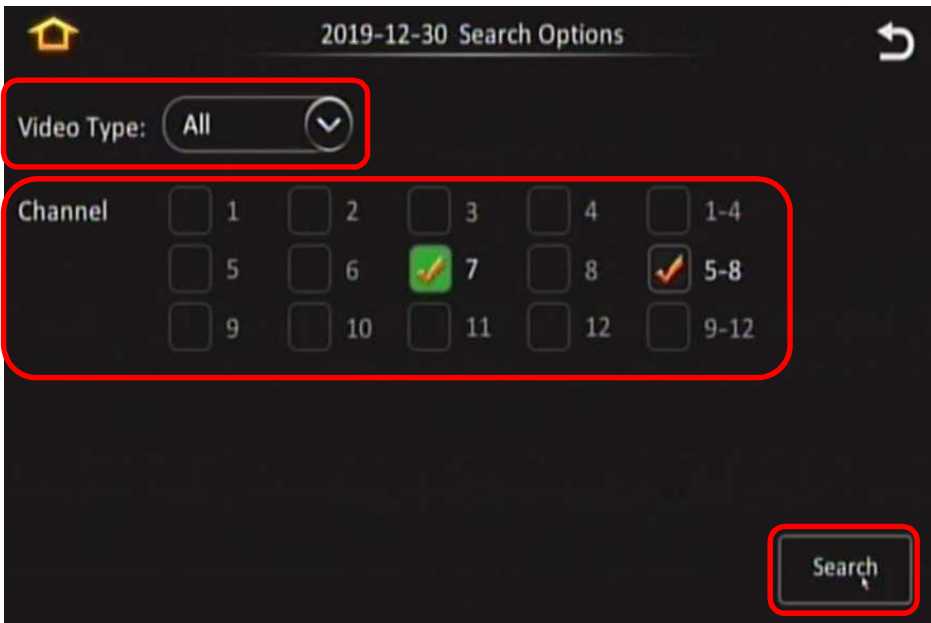 2019-12-30 Search Options
Video Type: All
Channel 1 2 3 4 1-4
5 6 7 8 5-8
9 10 11 12 9-12
Search